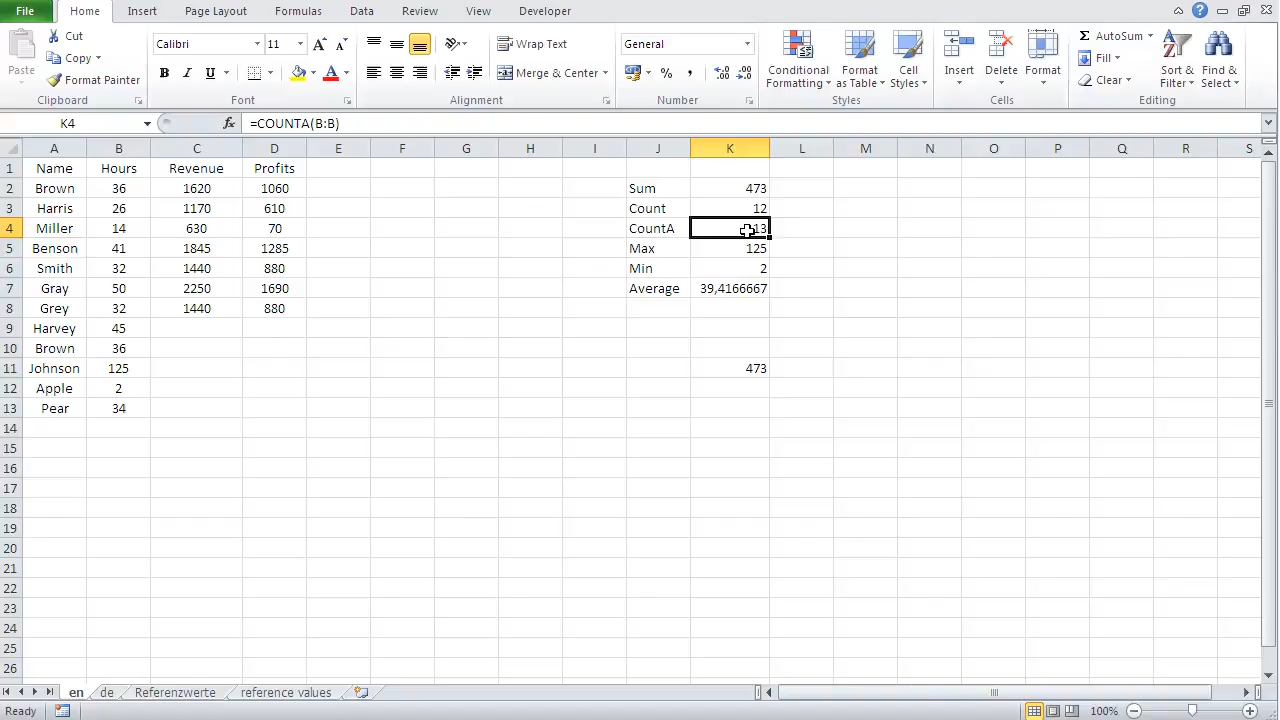 File Home Insert Page Layout Formulas Data Review View Developer
Paste Cut Copy Format Painter Clipboard
Calibri 11 B I U A Font
Wrap Text Merge & Center Alignment
General % , Number
Conditional Formatting Format as Table Cell Styles Styles
Insert Delete Format Cells
AutoSum Fill Clear Sort & Filter Find & Select Editing
K4 fx =COUNTA(B:B)
A B C D E F G H I J K L M N O P Q R S
1 Name Hours Revenue Profits
2 Brown 36 1620 1060 Sum 473
3 Harris 26 1170 610 Count 12
4 Miller 14 630 70 CountA 13
5 Benson 41 1845 1285 Max 125
6 Smith 32 1440 880 Min 2
7 Gray 50 2250 1690 Average 39,4166667
8 Grey 32 1440 880
9 Harvey 45
10 Brown 36
11 Johnson 125 473
12 Apple 2
13 Pear 34
14
15
16
17
18
19
20
21
22
23
24
25
26
en de Referenzwerte reference values
Ready 100%